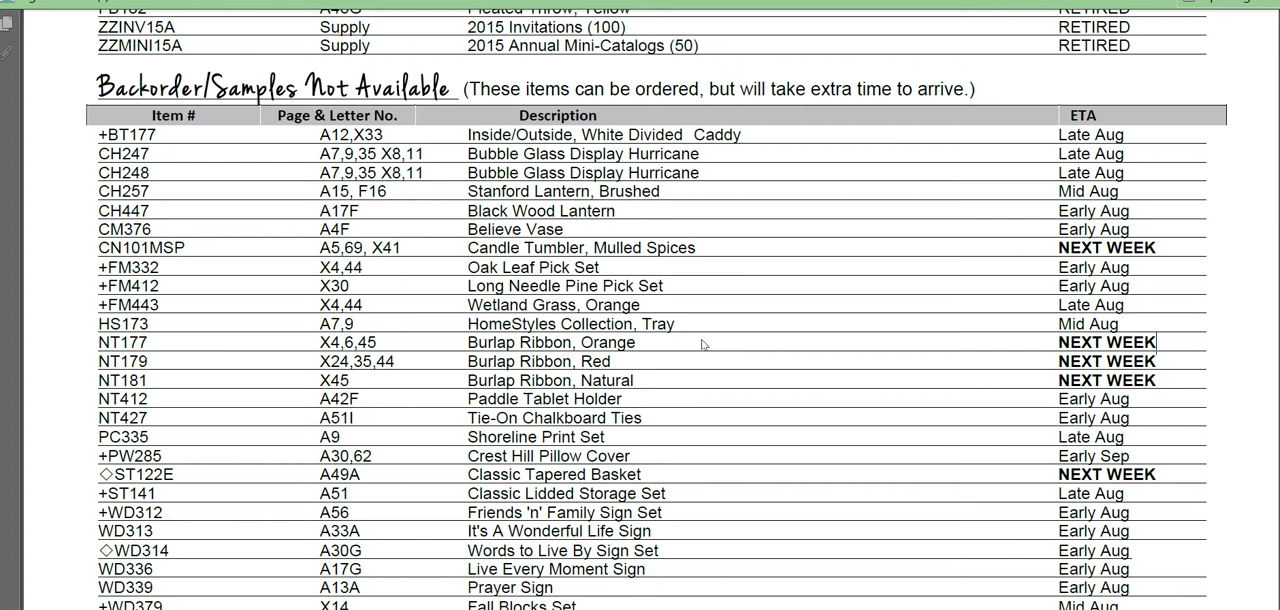 A46G Pleated Throw, Yellow RETIRED
ZZINV15A Supply 2015 Invitations (100) RETIRED
ZZMINI15A Supply 2015 Annual Mini-Catalogs (50) RETIRED
Backorder/Samples Not Available (These items can be ordered, but will take extra time to arrive.)
Item # Page & Letter No. Description ETA
+BT177 A12,X33 Inside/Outside, White Divided Caddy Late Aug
CH247 A7,9,35 X8,11 Bubble Glass Display Hurricane Late Aug
CH248 A7,9,35 X8,11 Bubble Glass Display Hurricane Late Aug
CH257 A15, F16 Stanford Lantern, Brushed Mid Aug
CH447 A17F Black Wood Lantern Early Aug
CM376 A4F Believe Vase Early Aug
CN101MSP A5,69, X41 Candle Tumbler, Mulled Spices NEXT WEEK
+FM332 X4,44 Oak Leaf Pick Set Early Aug
+FM412 X30 Long Needle Pine Pick Set Early Aug
+FM443 X4,44 Wetland Grass, Orange Late Aug
HS173 A7,9 HomeStyles Collection, Tray Mid Aug
NT177 X4,6,45 Burlap Ribbon, Orange NEXT WEEK
NT179 X24,35,44 Burlap Ribbon, Red NEXT WEEK
NT181 X45 Burlap Ribbon, Natural NEXT WEEK
NT412 A42F Paddle Tablet Holder Early Aug
NT427 A51I Tie-On Chalkboard Ties Early Aug
PC335 A9 Shoreline Print Set Late Aug
+PW285 A30,62 Crest Hill Pillow Cover Early Sep
◇ST122E A49A Classic Tapered Basket NEXT WEEK
+ST141 A51 Classic Lidded Storage Set Late Aug
+WD312 A56 Friends 'n' Family Sign Set Early Aug
WD313 A33A It's A Wonderful Life Sign Early Aug
◇WD314 A30G Words to Live By Sign Set Early Aug
WD336 A17G Live Every Moment Sign Early Aug
WD339 A13A Prayer Sign Early Aug
+WD379 X14 Fall Blocks Set Mid Aug